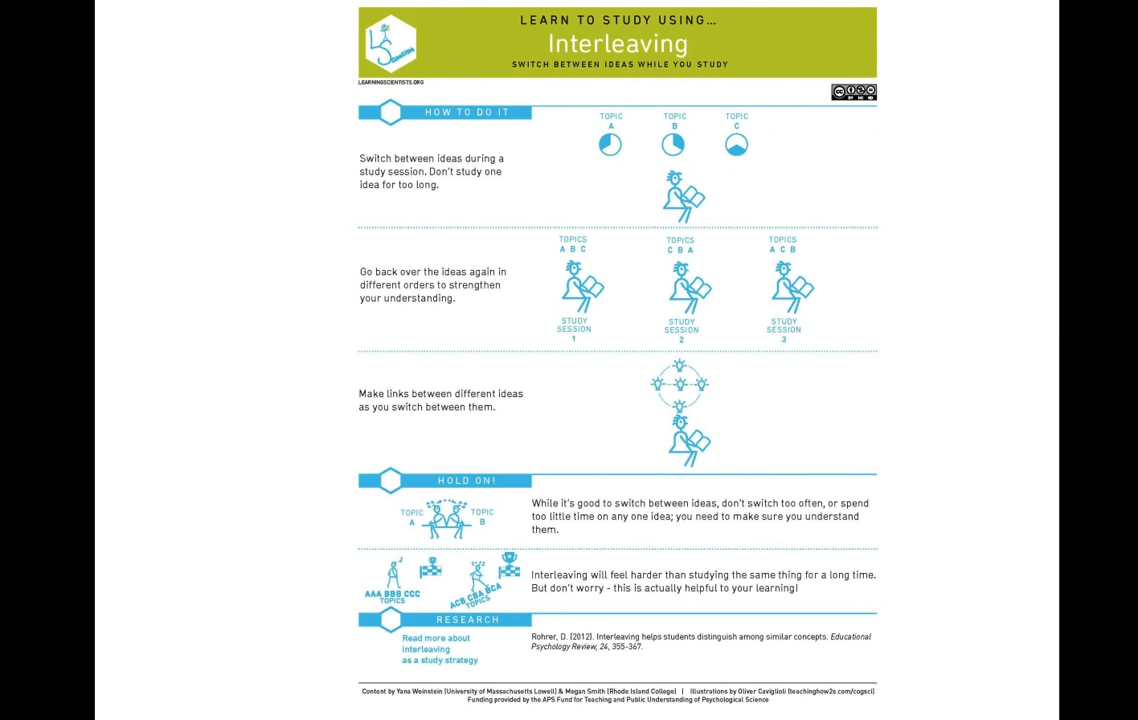 LEARN TO STUDY USING...
Interleaving
SWITCH BETWEEN IDEAS WHILE YOU STUDY
LS
Scientists
LEARNINGSCIENTISTS.ORG
CC BY NC ND
HOW TO DO IT
TOPIC
A
TOPIC
B
TOPIC
C
Switch between ideas during a
study session. Don't study one
idea for too long.
TOPICS
A B C
TOPICS
C B A
TOPICS
A C B
Go back over the ideas again in
different orders to strengthen
your understanding.
STUDY
SESSION
1
STUDY
SESSION
2
STUDY
SESSION
3
Make links between different ideas
as you switch between them.
HOLD ON!
TOPIC
A
TOPIC
B
While it's good to switch between ideas, don't switch too often, or spend
too little time on any one idea; you need to make sure you understand
them.
AAA BBB CCC
TOPICS
ACB CBA BCA
TOPICS
Interleaving will feel harder than studying the same thing for a long time.
But don't worry - this is actually helpful to your learning!
RESEARCH
Read more about
interleaving
as a study strategy
Rohrer, D. (2012). Interleaving helps students distinguish among similar concepts. Educational
Psychology Review, 24, 355-367.
Content by Yana Weinstein (University of Massachusetts Lowell) & Megan Smith (Rhode Island College) | Illustrations by Oliver Caviglioli (teachinghow2s.com/cogsci)
Funding provided by the APS Fund for Teaching and Public Understanding of Psychological Science